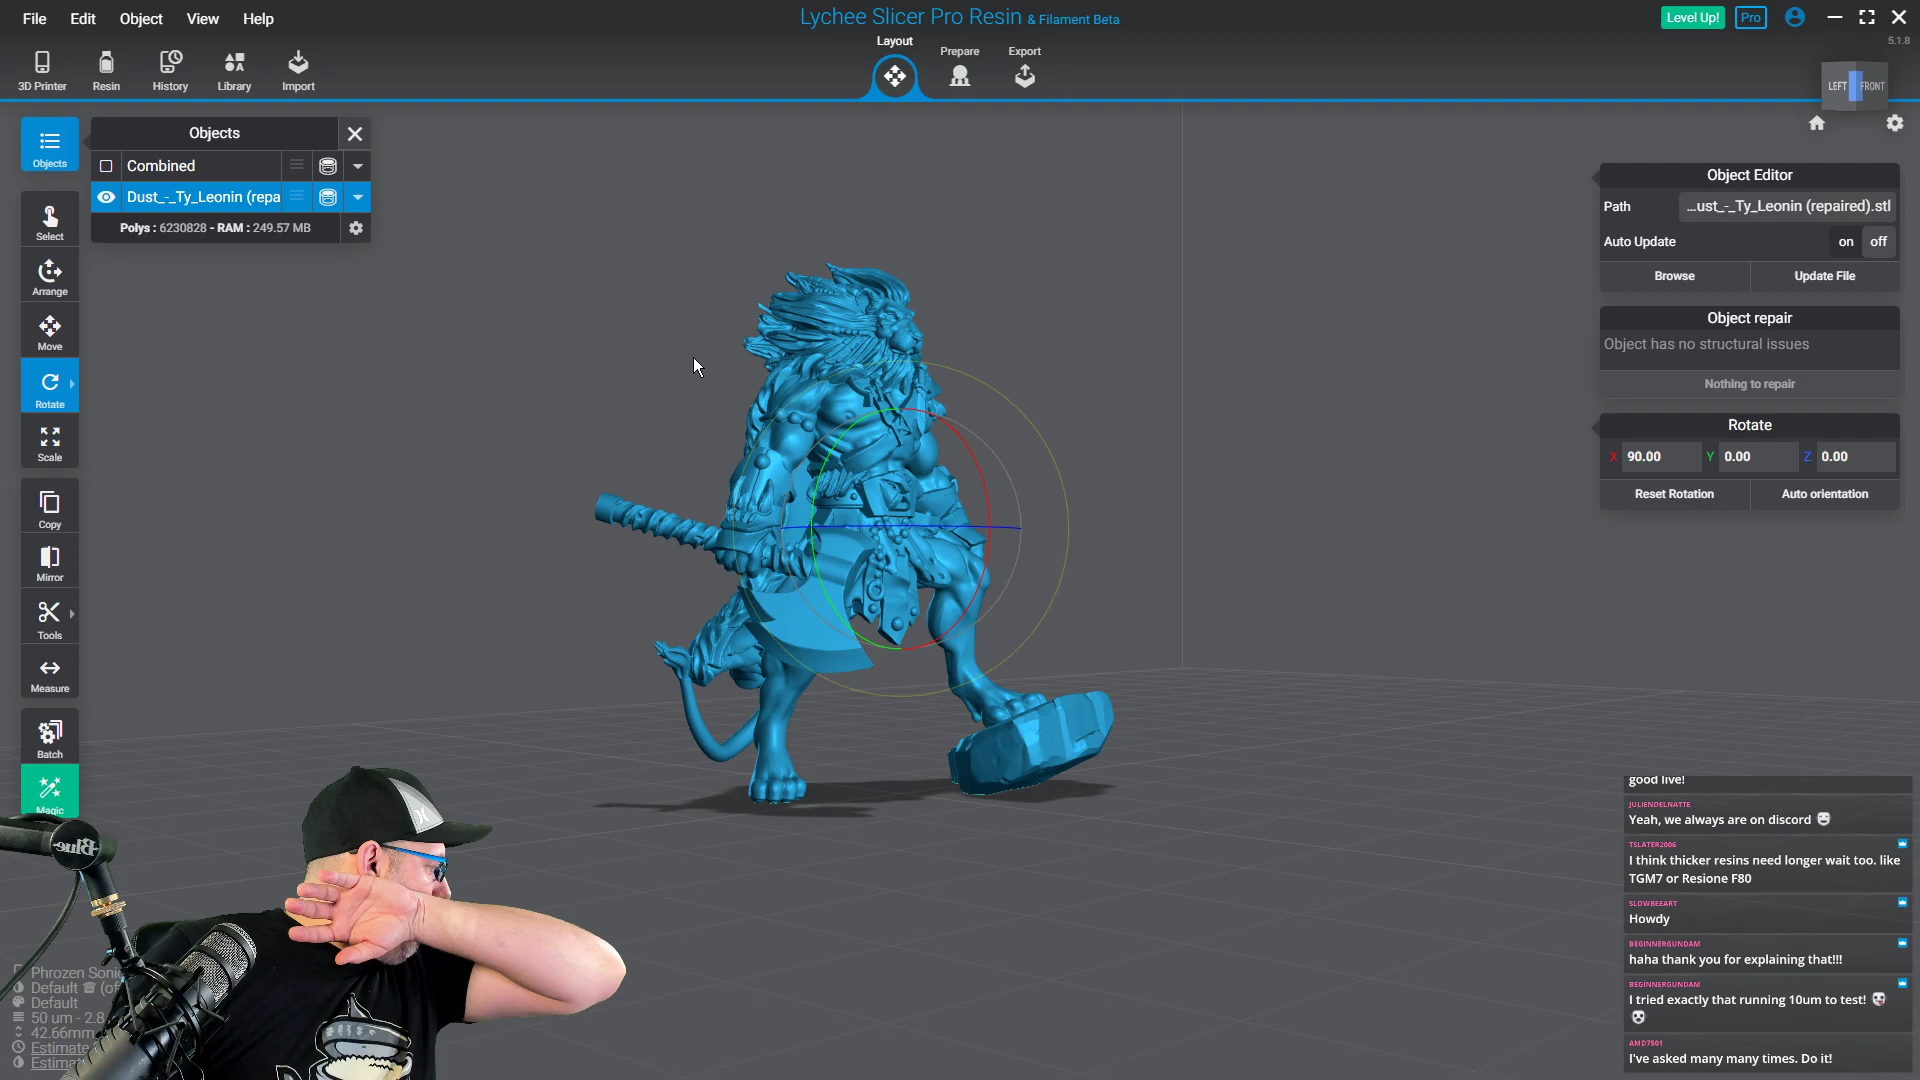 File Edit Object View Help
Lychee Slicer Pro Resin & Filament Beta
Level Up! Pro
5.1.8
3D Printer Resin History Library Import
Layout Prepare Export
LEFT FRONT
Objects
Objects
Combined
Dust_-_Ty_Leonin (repa
Polys : 6230828 - RAM : 249.57 MB
Select
Arrange
Move
Rotate
Scale
Copy
Mirror
Tools
Measure
Batch
Magic
Object Editor
Path ...ust_-_Ty_Leonin (repaired).stl
Auto Update on off
Browse Update File
Object repair
Object has no structural issues
Nothing to repair
Rotate
X 90.00 Y 0.00 Z 0.00
Reset Rotation Auto orientation
Blue
Phrozen Sonic
Default (of
Default
50 um - 2.8
42.66mm
Estimate
Estima
good live!
JULIENDELNATTE
Yeah, we always are on discord
TSLATER2006
I think thicker resins need longer wait too. like
TGM7 or Resione F80
SLOWBEEART
Howdy
BEGINNERGUNDAM
haha thank you for explaining that!!!
BEGINNERGUNDAM
I tried exactly that running 10um to test!
AMD7501
I've asked many many times. Do it!